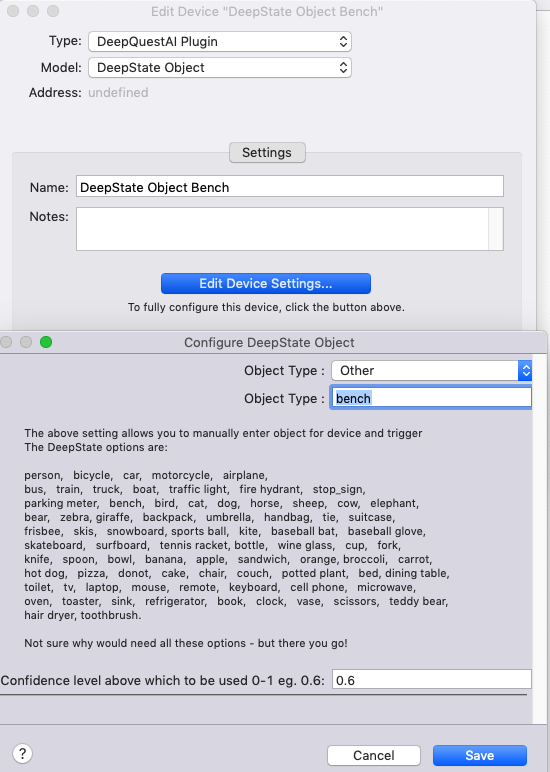 Edit Device "DeepState Object Bench"
Type: DeepQuestAI Plugin
Model: DeepState Object
Address: undefined
Settings
Name: DeepState Object Bench
Notes:
Edit Device Settings...
To fully configure this device, click the button above.
Configure DeepState Object
Object Type : Other
Object Type : bench
The above setting allows you to manually enter object for device and trigger
The DeepState options are:
person, bicycle, car, motorcycle, airplane,
bus, train, truck, boat, traffic light, fire hydrant, stop_sign,
parking meter, bench, bird, cat, dog, horse, sheep, cow, elephant,
bear, zebra, giraffe, backpack, umbrella, handbag, tie, suitcase,
frisbee, skis, snowboard, sports ball, kite, baseball bat, baseball glove,
skateboard, surfboard, tennis racket, bottle, wine glass, cup, fork,
knife, spoon, bowl, banana, apple, sandwich, orange, broccoli, carrot,
hot dog, pizza, donot, cake, chair, couch, potted plant, bed, dining table,
toilet, tv, laptop, mouse, remote, keyboard, cell phone, microwave,
oven, toaster, sink, refrigerator, book, clock, vase, scissors, teddy bear,
hair dryer, toothbrush.
Not sure why would need all these options - but there you go!
Confidence level above which to be used 0-1 eg. 0.6: 0.6
? Cancel Save